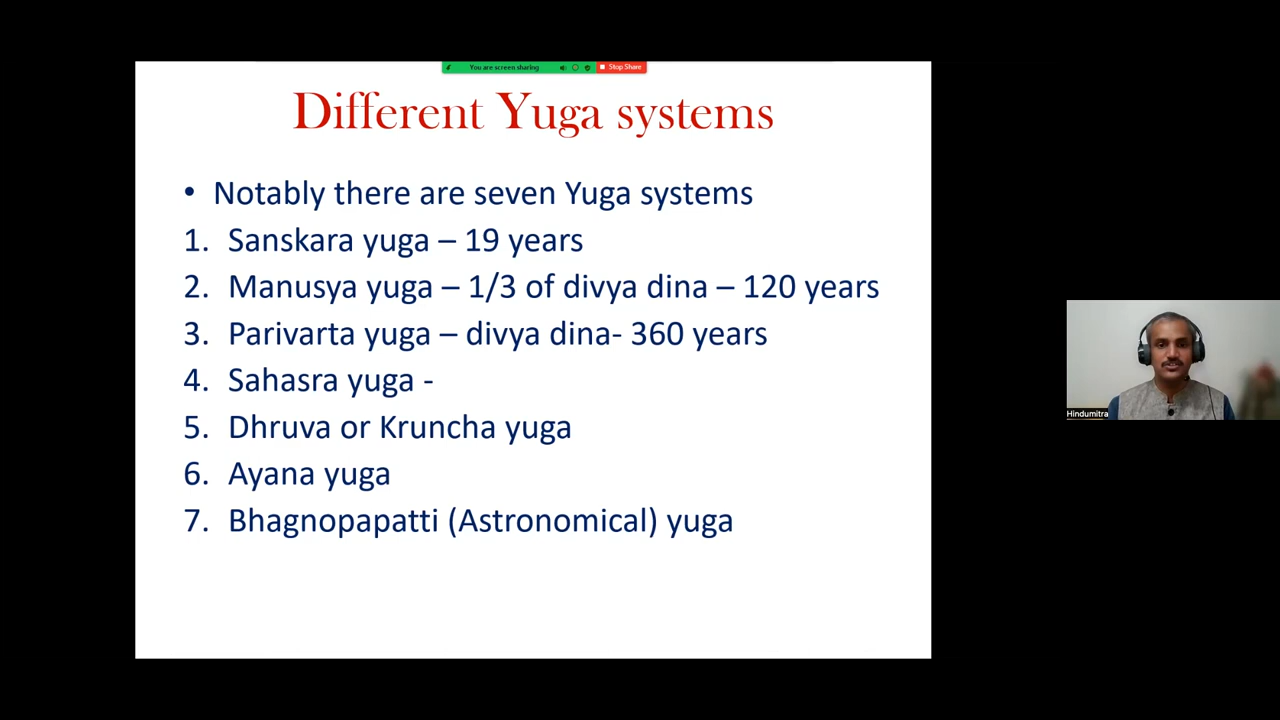 You are screen sharing
Stop Share
Different Yuga systems
• Notably there are seven Yuga systems
1. Sanskara yuga – 19 years
2. Manusya yuga – 1/3 of divya dina – 120 years
3. Parivarta yuga – divya dina- 360 years
4. Sahasra yuga -
5. Dhruva or Kruncha yuga
6. Ayana yuga
7. Bhagnopapatti (Astronomical) yuga
Hindumitra